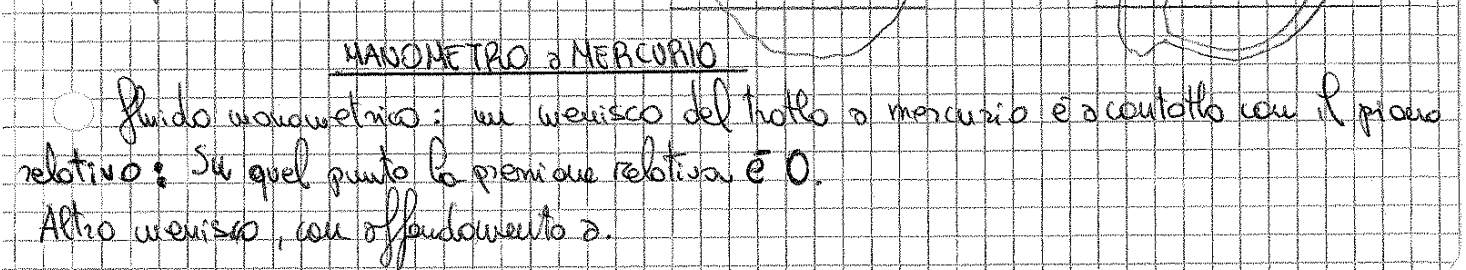 MANOMETRO a MERCURIO
fluido manometrico: un menisco del tratto a mercurio è a contatto con il piano
relativo: Su quel punto la pressione relativa è 0.
Altro menisco, con affondamento a.